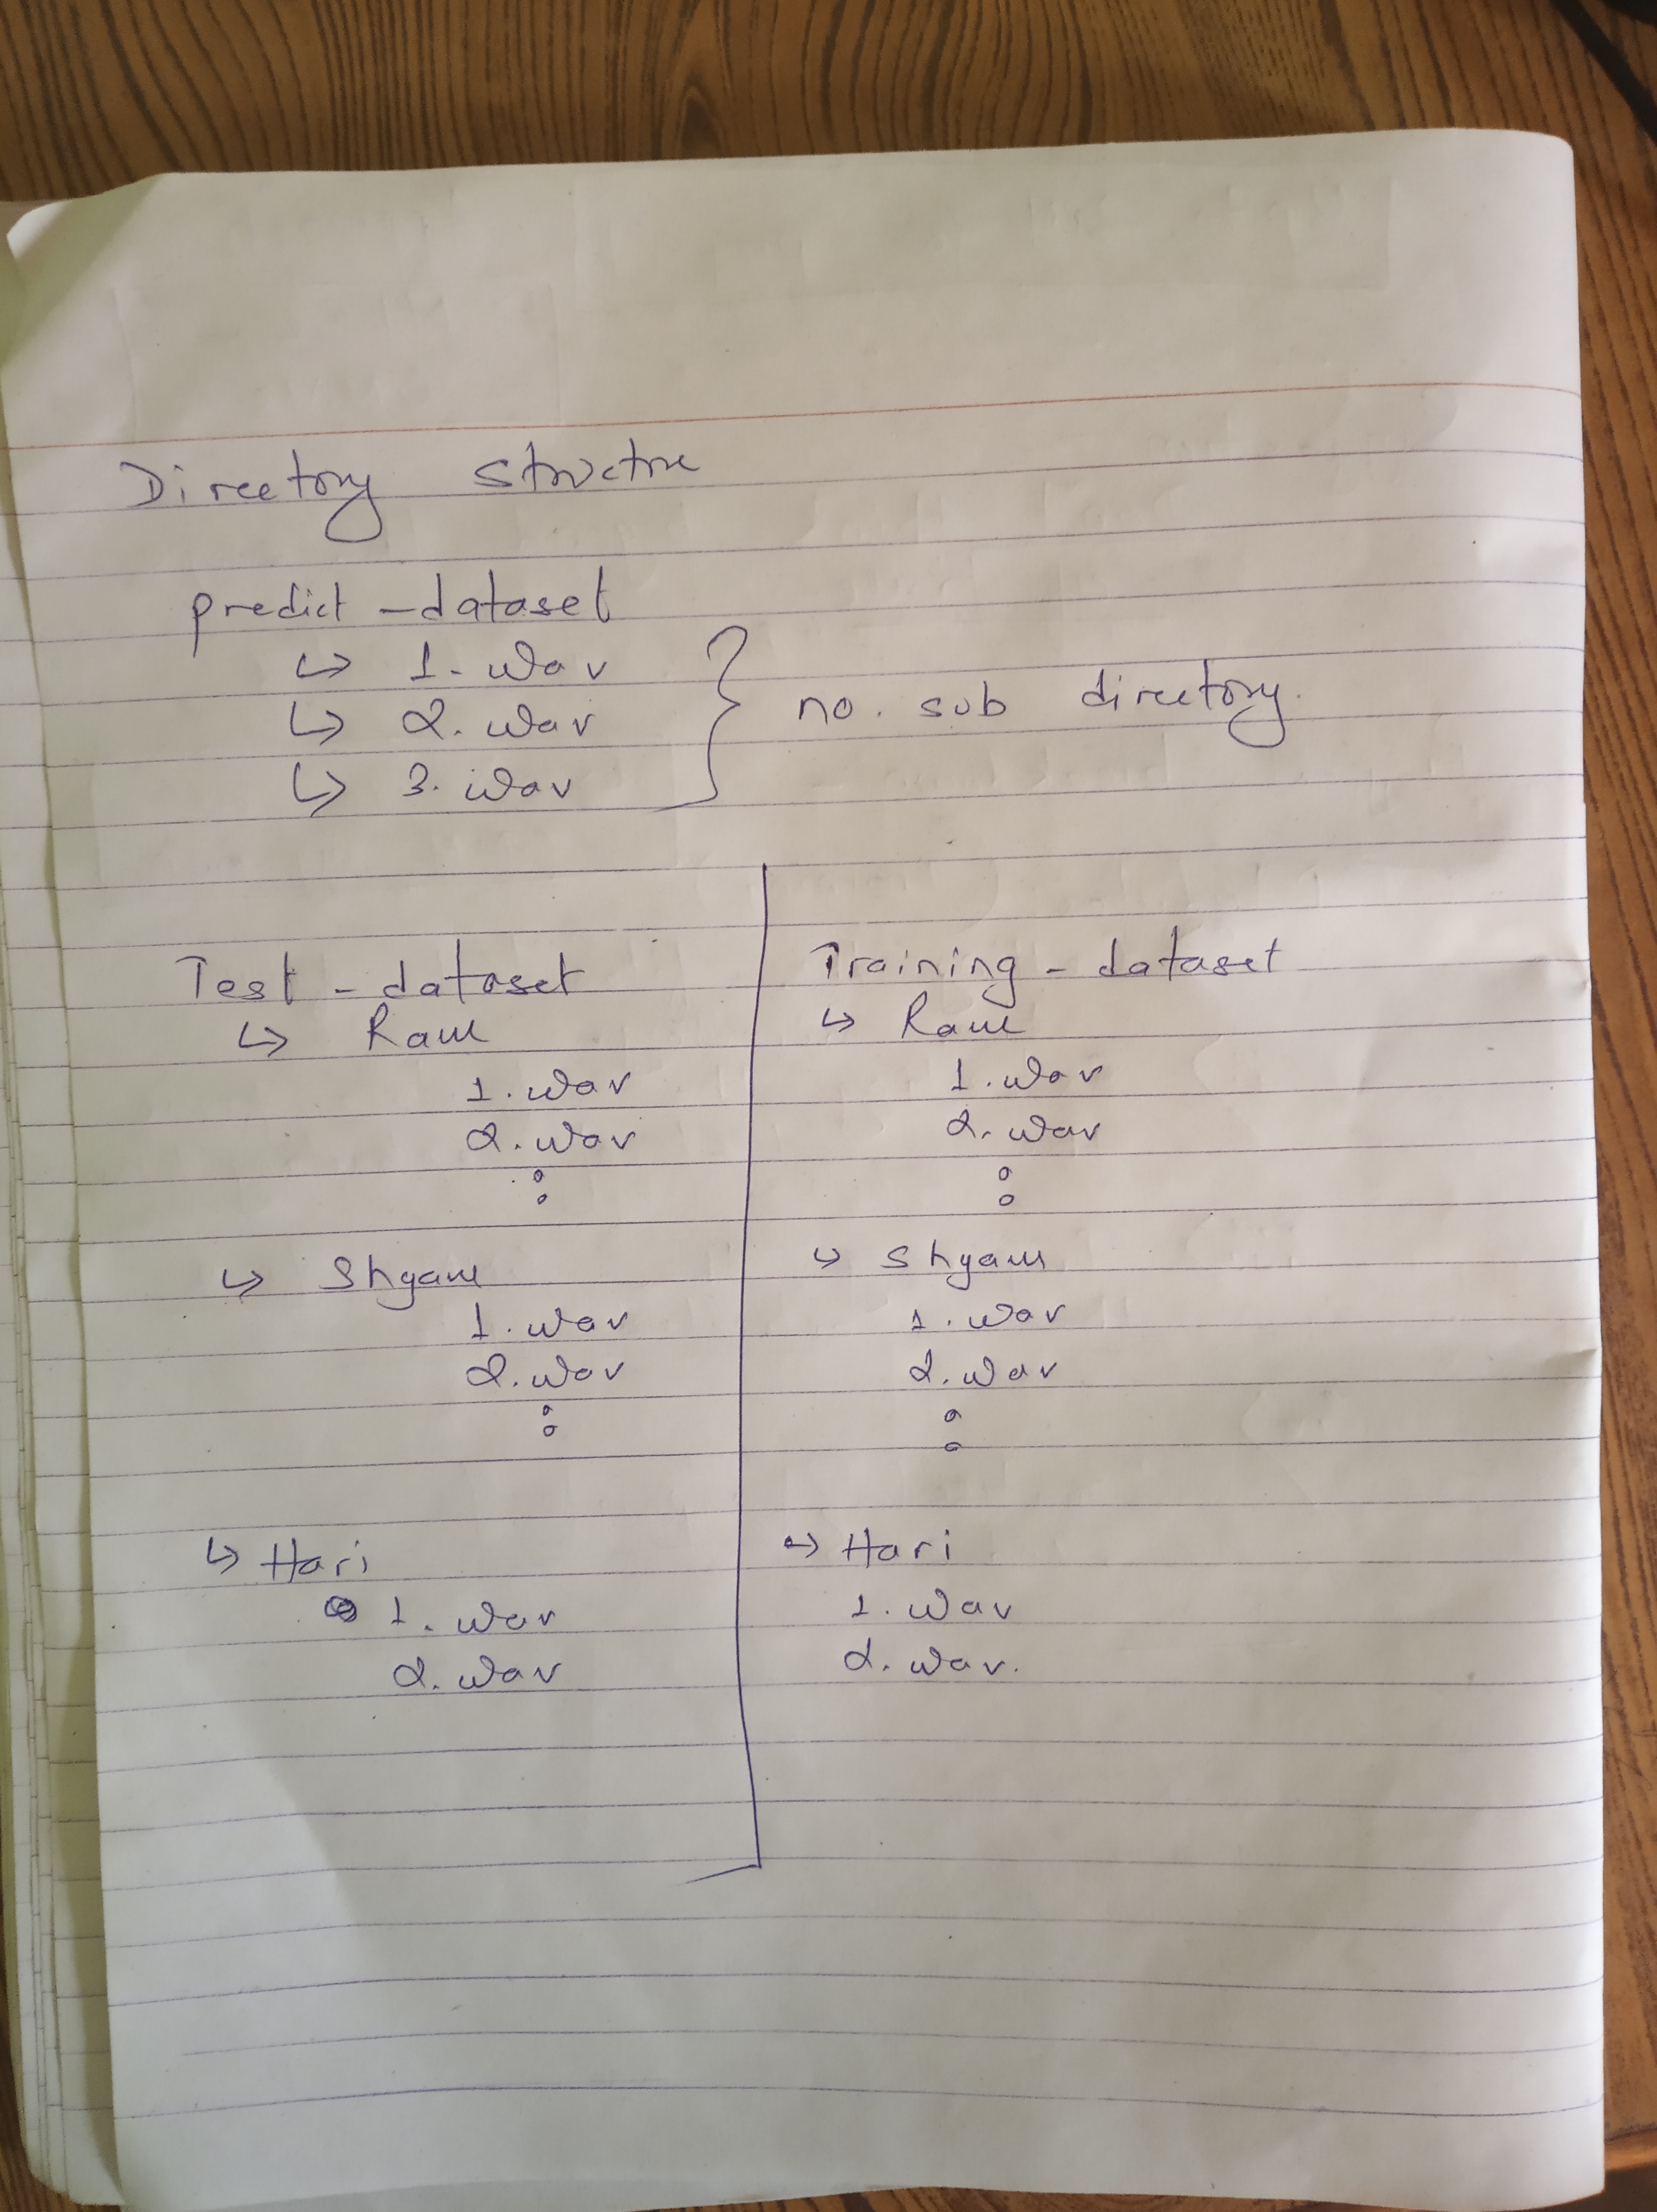 Directory structure
predict - dataset
↳ 1. wav
↳ 2. wav
↳ 3. wav
no. sub directory.
Test - dataset
↳ Ram
1. wav
2. wav
:
↳ Shyam
1. wav
2. wav
:
↳ Hari
1. wav
2. wav
Training - dataset
↳ Ram
1. wav
2. wav
:
↳ Shyam
1. wav
2. wav
:
↳ Hari
1. wav
2. wav.